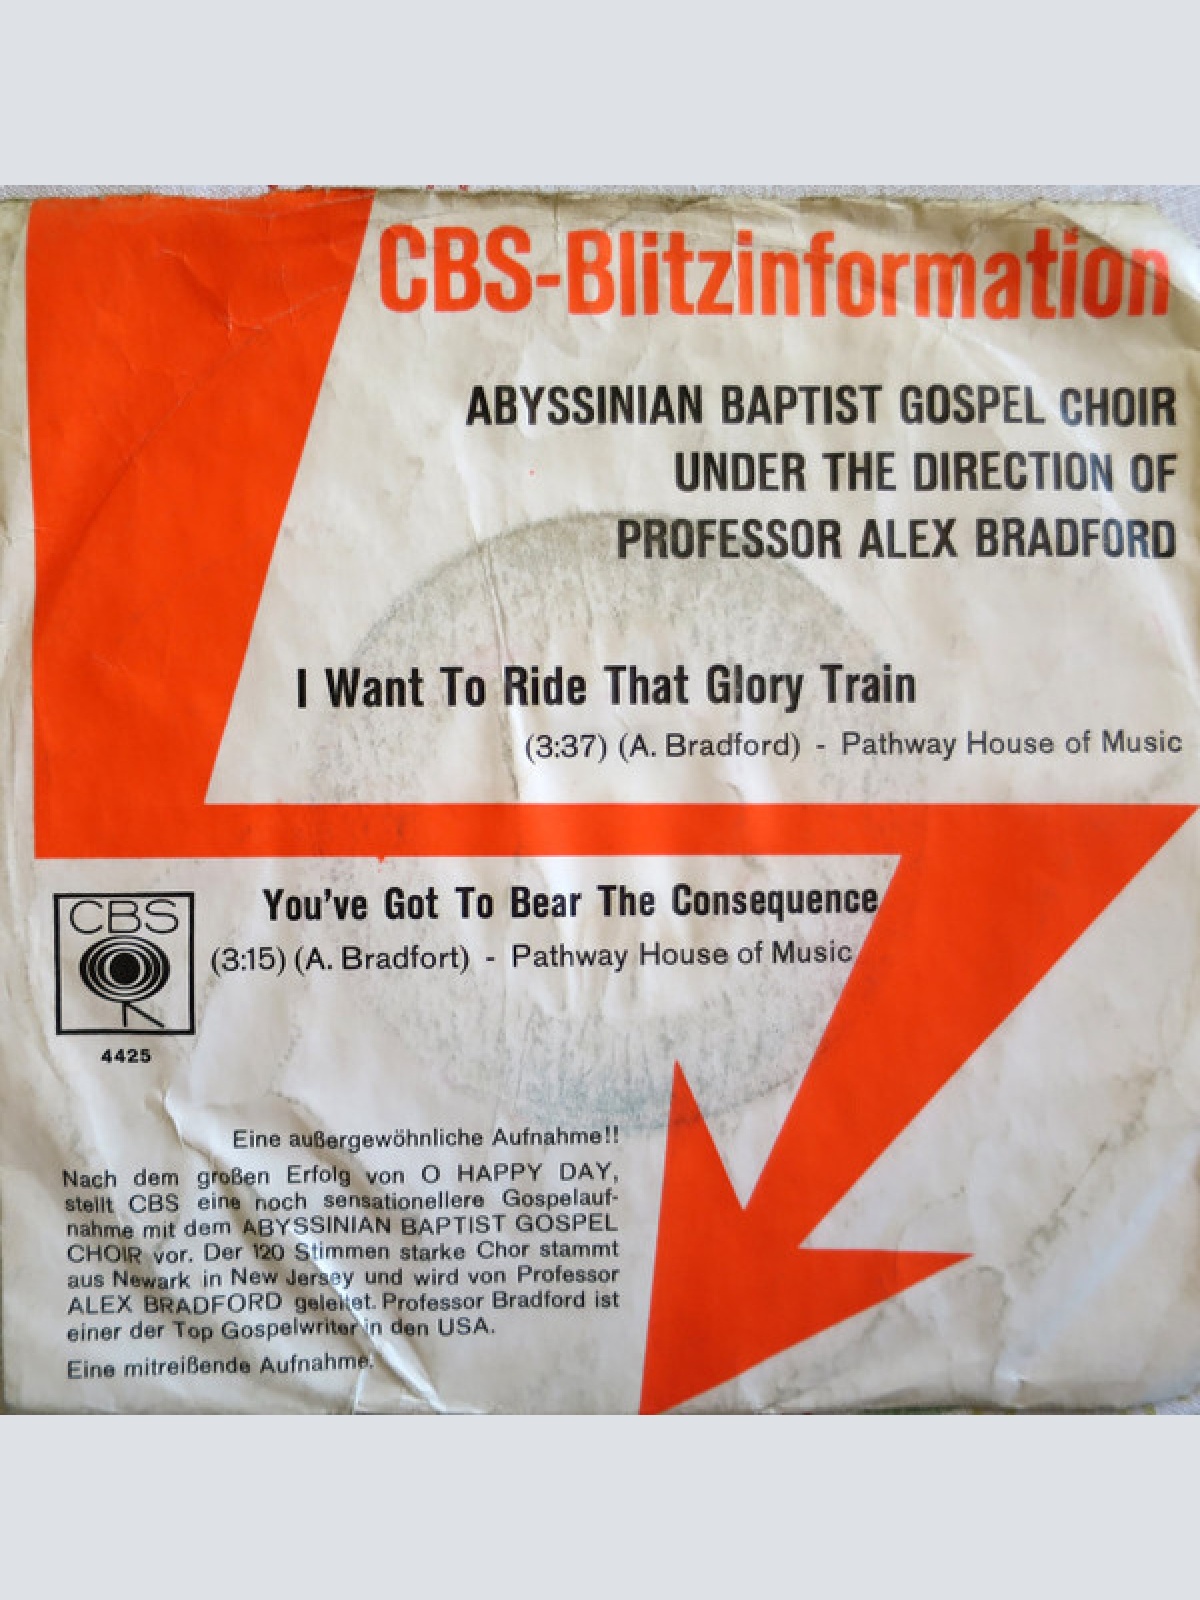 CBS-Blitzinformation
ABYSSINIAN BAPTIST GOSPEL CHOIR
UNDER THE DIRECTION OF
PROFESSOR ALEX BRADFORD
I Want To Ride That Glory Train
(3:37) (A. Bradford) - Pathway House of Music
You've Got To Bear The Consequence
(3:15) (A. Bradfort) - Pathway House of Music
CBS
4425
Eine außergewöhnliche Aufnahme!!
Nach dem großen Erfolg von O HAPPY DAY,
stellt CBS eine noch sensationellere Gospelauf-
nahme mit dem ABYSSINIAN BAPTIST GOSPEL
CHOIR vor. Der 120 Stimmen starke Chor stammt
aus Newark in New Jersey und wird von Professor
ALEX BRADFORD geleitet. Professor Bradford ist
einer der Top Gospelwriter in den USA.
Eine mitreißende Aufnahme.